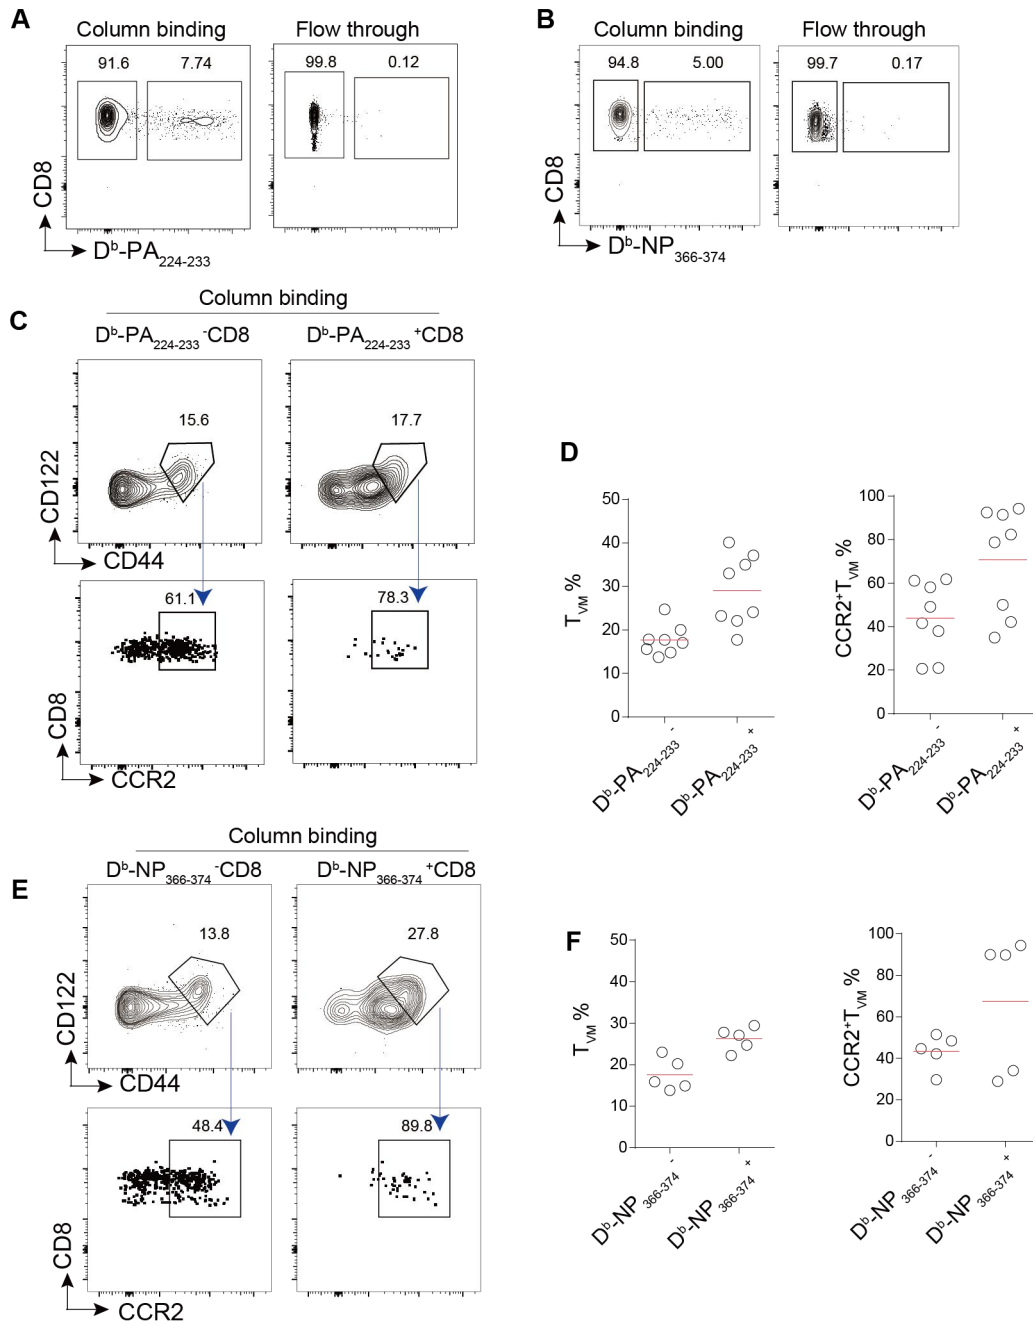 A
Column binding
Flow through
91.6
7.74
99.8
0.12
CD8
Dᵇ-PA₂₂₄₋₂₃₃
B
Column binding
Flow through
94.8
5.00
99.7
0.17
CD8
Dᵇ-NP₃₆₆₋₃₇₄
C
Column binding
Dᵇ-PA₂₂₄₋₂₃₃⁻CD8
Dᵇ-PA₂₂₄₋₂₃₃⁺CD8
15.6
17.7
CD122
CD44
61.1
78.3
CD8
CCR2
D
50
40
30
20
10
0
T_VM %
Dᵇ-PA₂₂₄₋₂₃₃⁻
Dᵇ-PA₂₂₄₋₂₃₃⁺
100
80
60
40
20
0
CCR2⁺T_VM %
Dᵇ-PA₂₂₄₋₂₃₃⁻
Dᵇ-PA₂₂₄₋₂₃₃⁺
E
Column binding
Dᵇ-NP₃₆₆₋₃₇₄⁻CD8
Dᵇ-NP₃₆₆₋₃₇₄⁺CD8
13.8
27.8
CD122
CD44
48.4
89.8
CD8
CCR2
F
50
40
30
20
10
0
T_VM %
Dᵇ-NP₃₆₆₋₃₇₄⁻
Dᵇ-NP₃₆₆₋₃₇₄⁺
100
80
60
40
20
0
CCR2⁺T_VM %
Dᵇ-NP₃₆₆₋₃₇₄⁻
Dᵇ-NP₃₆₆₋₃₇₄⁺